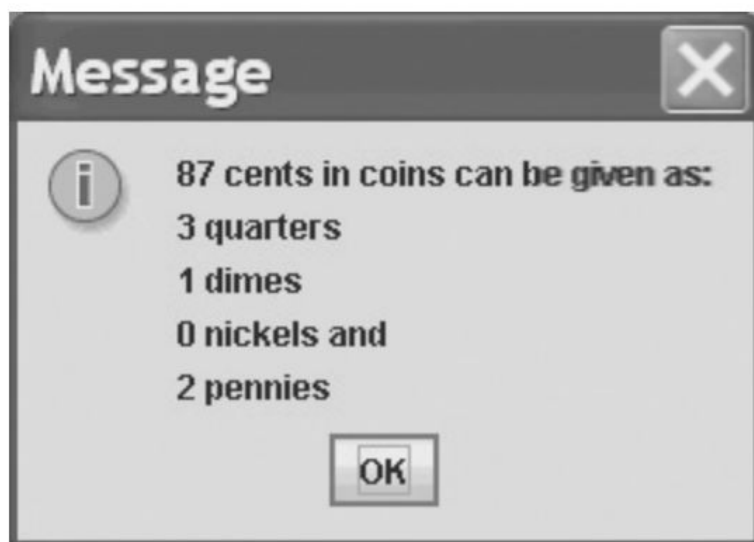 Message
87 cents in coins can be given as:
3 quarters
1 dimes
0 nickels and
2 pennies
OK